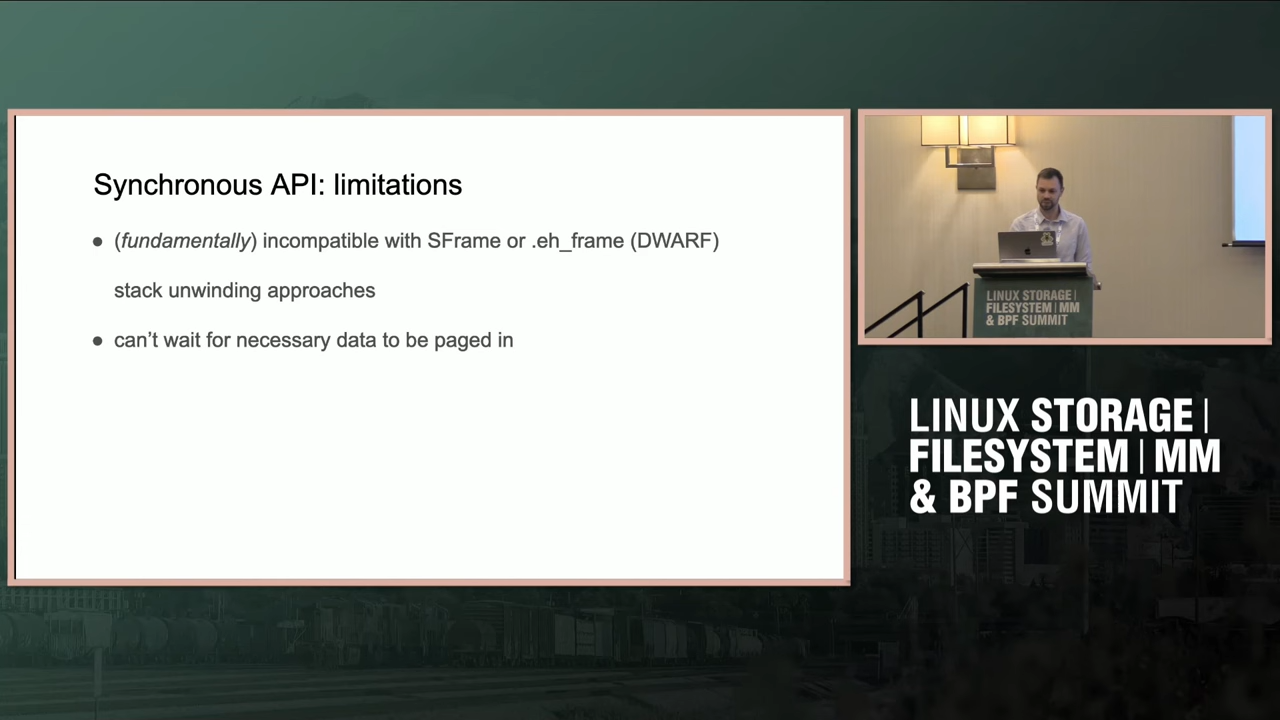 Synchronous API: limitations
● (fundamentally) incompatible with SFrame or .eh_frame (DWARF)
stack unwinding approaches
● can’t wait for necessary data to be paged in
LINUX STORAGE |
FILESYSTEM | MM
& BPF SUMMIT
LINUX STORAGE |
FILESYSTEM | MM
& BPF SUMMIT